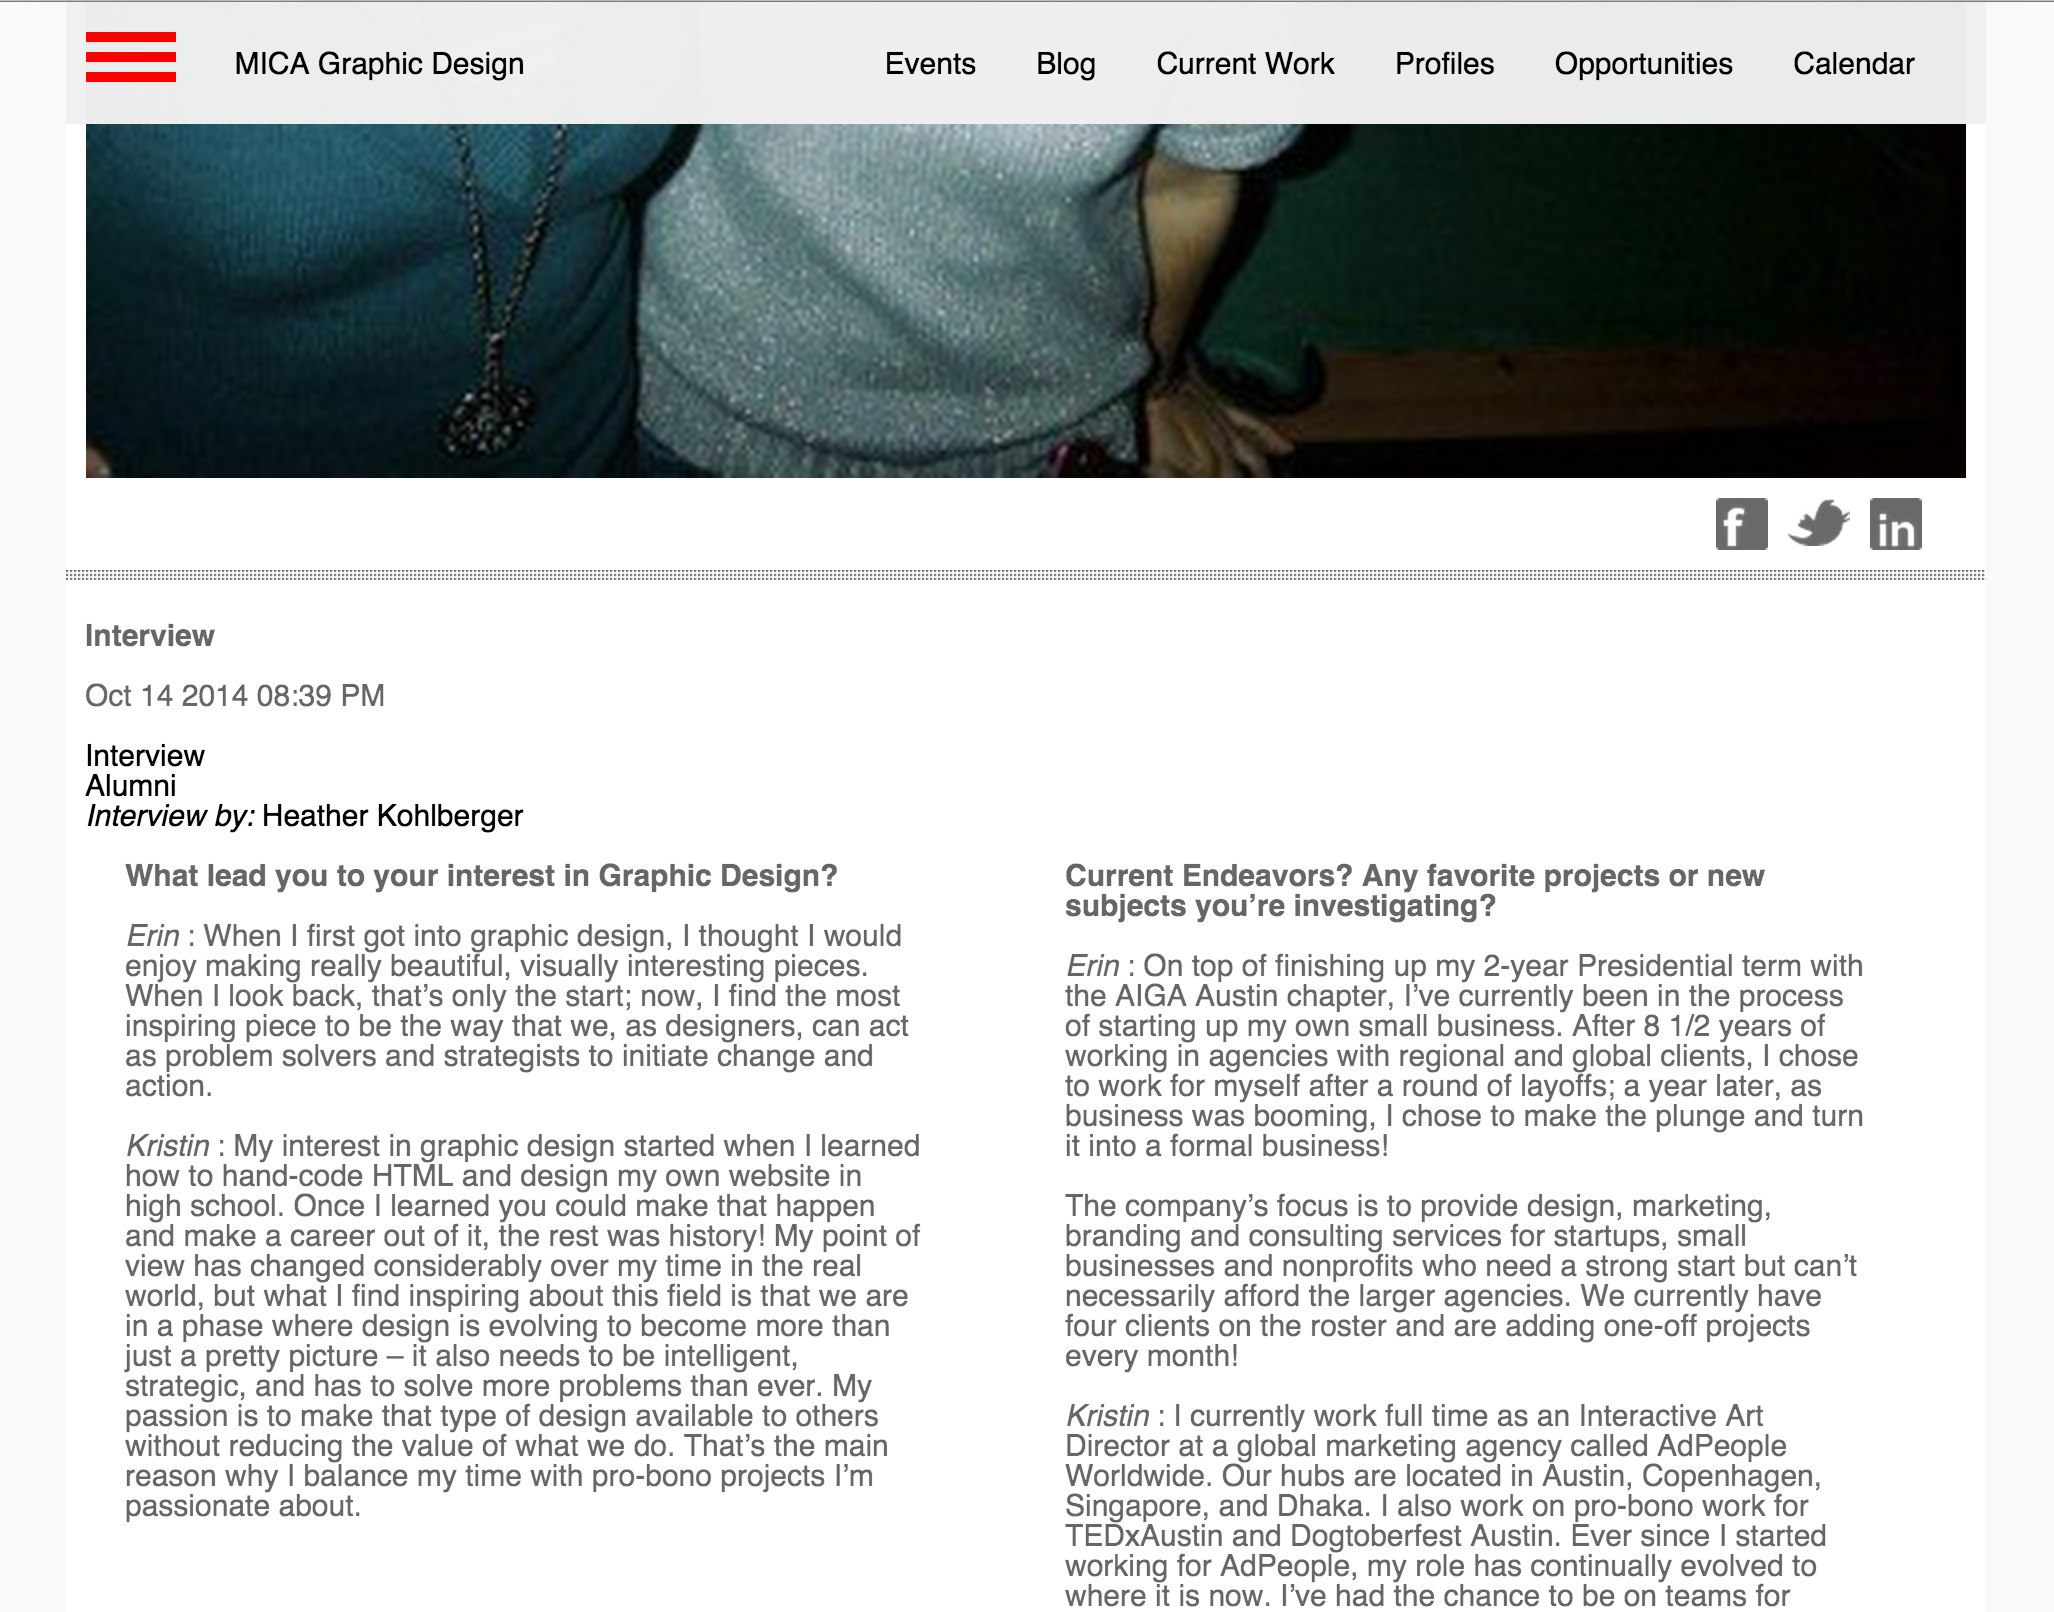 MICA Graphic Design
Events
Blog
Current Work
Profiles
Opportunities
Calendar
f
in
Interview
Oct 14 2014 08:39 PM
Interview
Alumni
Interview by: Heather Kohlberger
What lead you to your interest in Graphic Design?
Erin : When I first got into graphic design, I thought I would
enjoy making really beautiful, visually interesting pieces.
When I look back, that’s only the start; now, I find the most
inspiring piece to be the way that we, as designers, can act
as problem solvers and strategists to initiate change and
action.
Kristin : My interest in graphic design started when I learned
how to hand-code HTML and design my own website in
high school. Once I learned you could make that happen
and make a career out of it, the rest was history! My point of
view has changed considerably over my time in the real
world, but what I find inspiring about this field is that we are
in a phase where design is evolving to become more than
just a pretty picture – it also needs to be intelligent,
strategic, and has to solve more problems than ever. My
passion is to make that type of design available to others
without reducing the value of what we do. That’s the main
reason why I balance my time with pro-bono projects I’m
passionate about.
Current Endeavors? Any favorite projects or new
subjects you’re investigating?
Erin : On top of finishing up my 2-year Presidential term with
the AIGA Austin chapter, I’ve currently been in the process
of starting up my own small business. After 8 1/2 years of
working in agencies with regional and global clients, I chose
to work for myself after a round of layoffs; a year later, as
business was booming, I chose to make the plunge and turn
it into a formal business!
The company’s focus is to provide design, marketing,
branding and consulting services for startups, small
businesses and nonprofits who need a strong start but can’t
necessarily afford the larger agencies. We currently have
four clients on the roster and are adding one-off projects
every month!
Kristin : I currently work full time as an Interactive Art
Director at a global marketing agency called AdPeople
Worldwide. Our hubs are located in Austin, Copenhagen,
Singapore, and Dhaka. I also work on pro-bono work for
TEDxAustin and Dogtoberfest Austin. Ever since I started
working for AdPeople, my role has continually evolved to
where it is now. I’ve had the chance to be on teams for